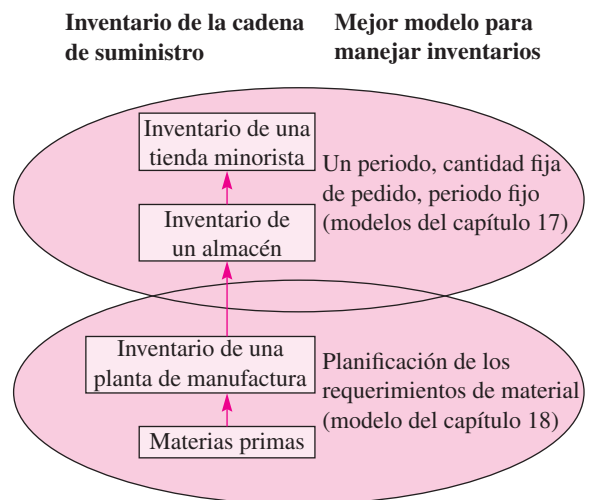 Inventario de la cadena
de suministro
Mejor modelo para
manejar inventarios
Inventario de una
tienda minorista
Un periodo, cantidad fija
de pedido, periodo fijo
(modelos del capítulo 17)
Inventario de
un almacén
Inventario de una
planta de manufactura
Planificación de los
requerimientos de material
(modelo del capítulo 18)
Materias primas